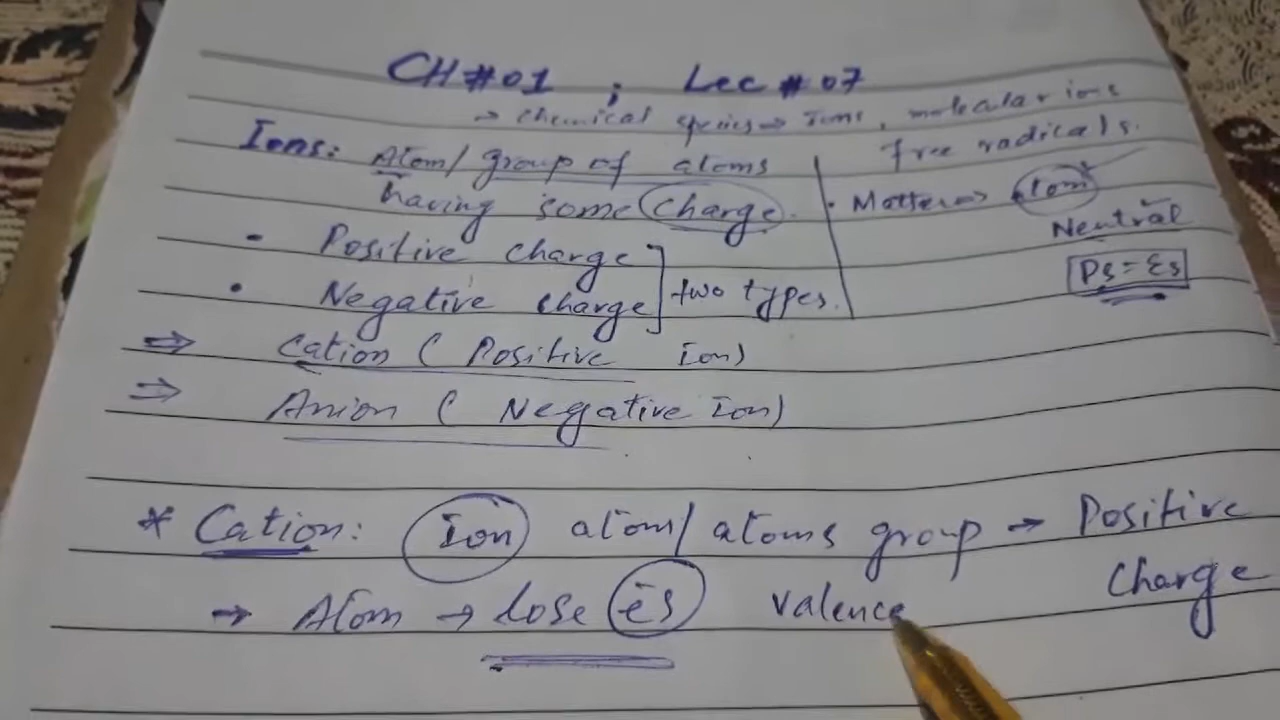 CH # 01 ; Lec # 07
→ chemical species → Ions, molecular ions
free radicals.
Ions: Atom/group of atoms
having some charge.
• Matter → Atom
Neutral
Ps = es
- Positive charge
• Negative charge ] two types.
⇒ Cation (Positive Ion)
⇒ Anion (Negative Ion)
* Cation: Ion atom/atoms group → Positive
Charge
→ Atom → lose es valence